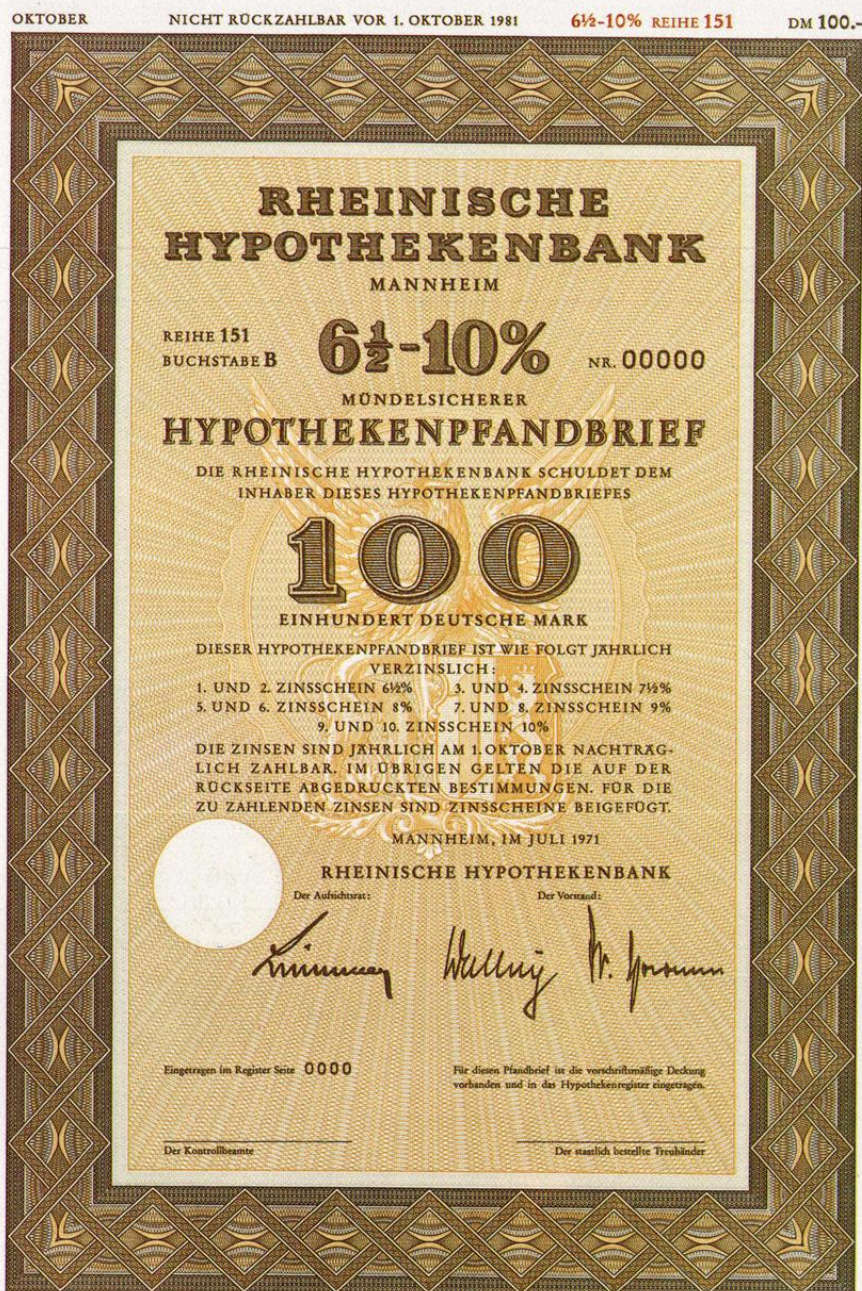 OKTOBER NICHT RÜCKZAHLBAR VOR 1. OKTOBER 1981 6½-10% REIHE 151 DM 100.-
RHEINISCHE
HYPOTHEKENBANK
MANNHEIM
REIHE 151
BUCHSTABE B
6½-10%
NR. 00000
MÜNDELSICHERER
HYPOTHEKENPFANDBRIEF
DIE RHEINISCHE HYPOTHEKENBANK SCHULDET DEM
INHABER DIESES HYPOTHEKENPFANDBRIEFES
100
EINHUNDERT DEUTSCHE MARK
DIESER HYPOTHEKENPFANDBRIEF IST WIE FOLGT JÄHRLICH
VERZINSLICH:
1. UND 2. ZINSSCHEIN 6½% 3. UND 4. ZINSSCHEIN 7½%
5. UND 6. ZINSSCHEIN 8% 7. UND 8. ZINSSCHEIN 9%
9. UND 10. ZINSSCHEIN 10%
DIE ZINSEN SIND JÄHRLICH AM 1. OKTOBER NACHTRÄG-
LICH ZAHLBAR. IM ÜBRIGEN GELTEN DIE AUF DER
RÜCKSEITE ABGEDRUCKTEN BESTIMMUNGEN. FÜR DIE
ZU ZAHLENDEN ZINSEN SIND ZINSSCHEINE BEIGEFÜGT.
MANNHEIM, IM JULI 1971
RHEINISCHE HYPOTHEKENBANK
Der Aufsichtsrat: Der Vorstand:
Eingetragen im Register Seite 0000
Für diesen Pfandbrief ist die vorschriftsmäßige Deckung
vorhanden und in das Hypothekenregister eingetragen.
Der Kontrollbeamte
Der staatlich bestellte Treuhänder